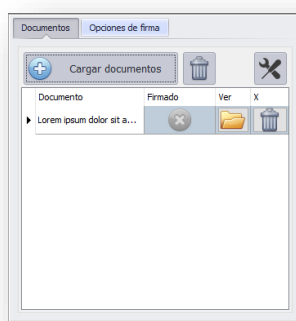 Documentos Opciones de firma
Cargar documentos
Documento Firmado Ver X
Lorem ipsum dolor sit a...